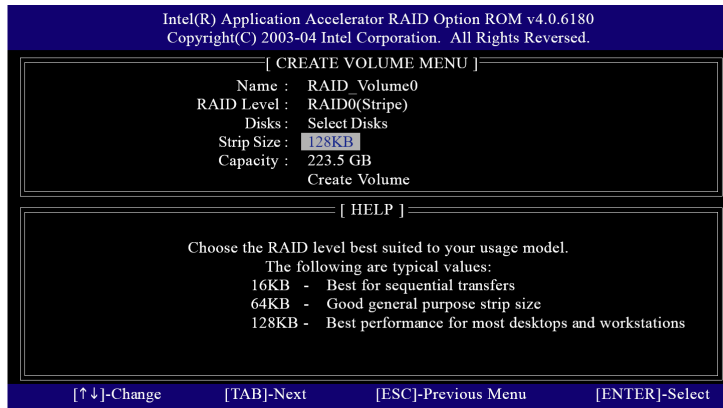 Intel(R) Application Accelerator RAID Option ROM v4.0.6180
Copyright(C) 2003-04 Intel Corporation. All Rights Reversed.
[ CREATE VOLUME MENU ]
Name : RAID_Volume0
RAID Level : RAID0(Stripe)
Disks : Select Disks
Strip Size : 128KB
Capacity : 223.5 GB
Create Volume
[ HELP ]
Choose the RAID level best suited to your usage model.
The following are typical values:
16KB - Best for sequential transfers
64KB - Good general purpose strip size
128KB - Best performance for most desktops and workstations
[↑↓]-Change [TAB]-Next [ESC]-Previous Menu [ENTER]-Select